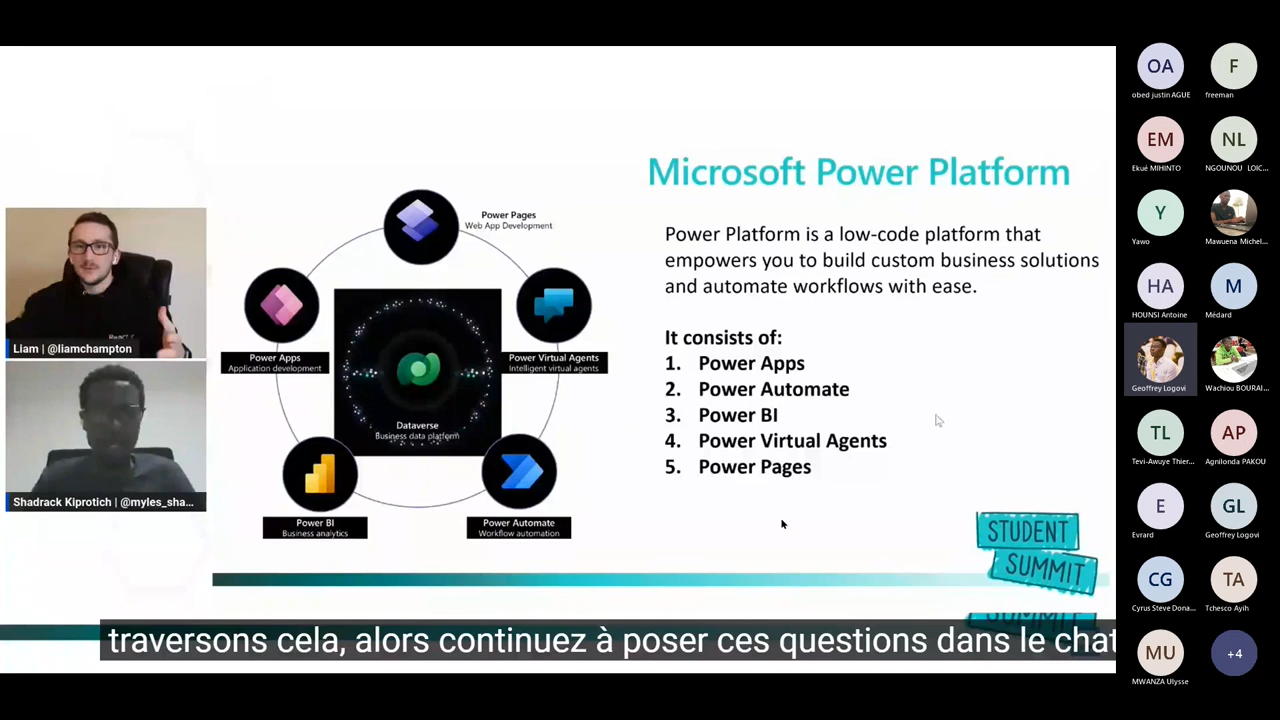 Microsoft Power Platform
Power Platform is a low-code platform that
empowers you to build custom business solutions
and automate workflows with ease.
It consists of:
1. Power Apps
2. Power Automate
3. Power BI
4. Power Virtual Agents
5. Power Pages
Power Pages
Web App Development
Power Apps
Application development
Power Virtual Agents
Intelligent virtual agents
Dataverse
Business data platform
Power BI
Business analytics
Power Automate
Workflow automation
Liam | @liamchampton
Shadrack Kiprotich | @myles_sha...
STUDENT
SUMMIT
SUMMIT
traversons cela, alors continuez à poser ces questions dans le chat
OA
obed justin AGUE
F
freeman
EM
Ekué MIHINTO
NL
NGOUNOU LOIC...
Y
Yawo
Mawuena Michel...
HA
HOUNSI Antoine
M
Médard
Geoffrey Logovi
Wachiou BOURAI...
TL
Tevi-Awuye Thier...
AP
Agnilonda PAKOU
E
Evrard
GL
Geoffrey Logovi
CG
Cyrus Steve Dona...
TA
Tchesco Ayih
MU
MWANZA Ulysse
+4